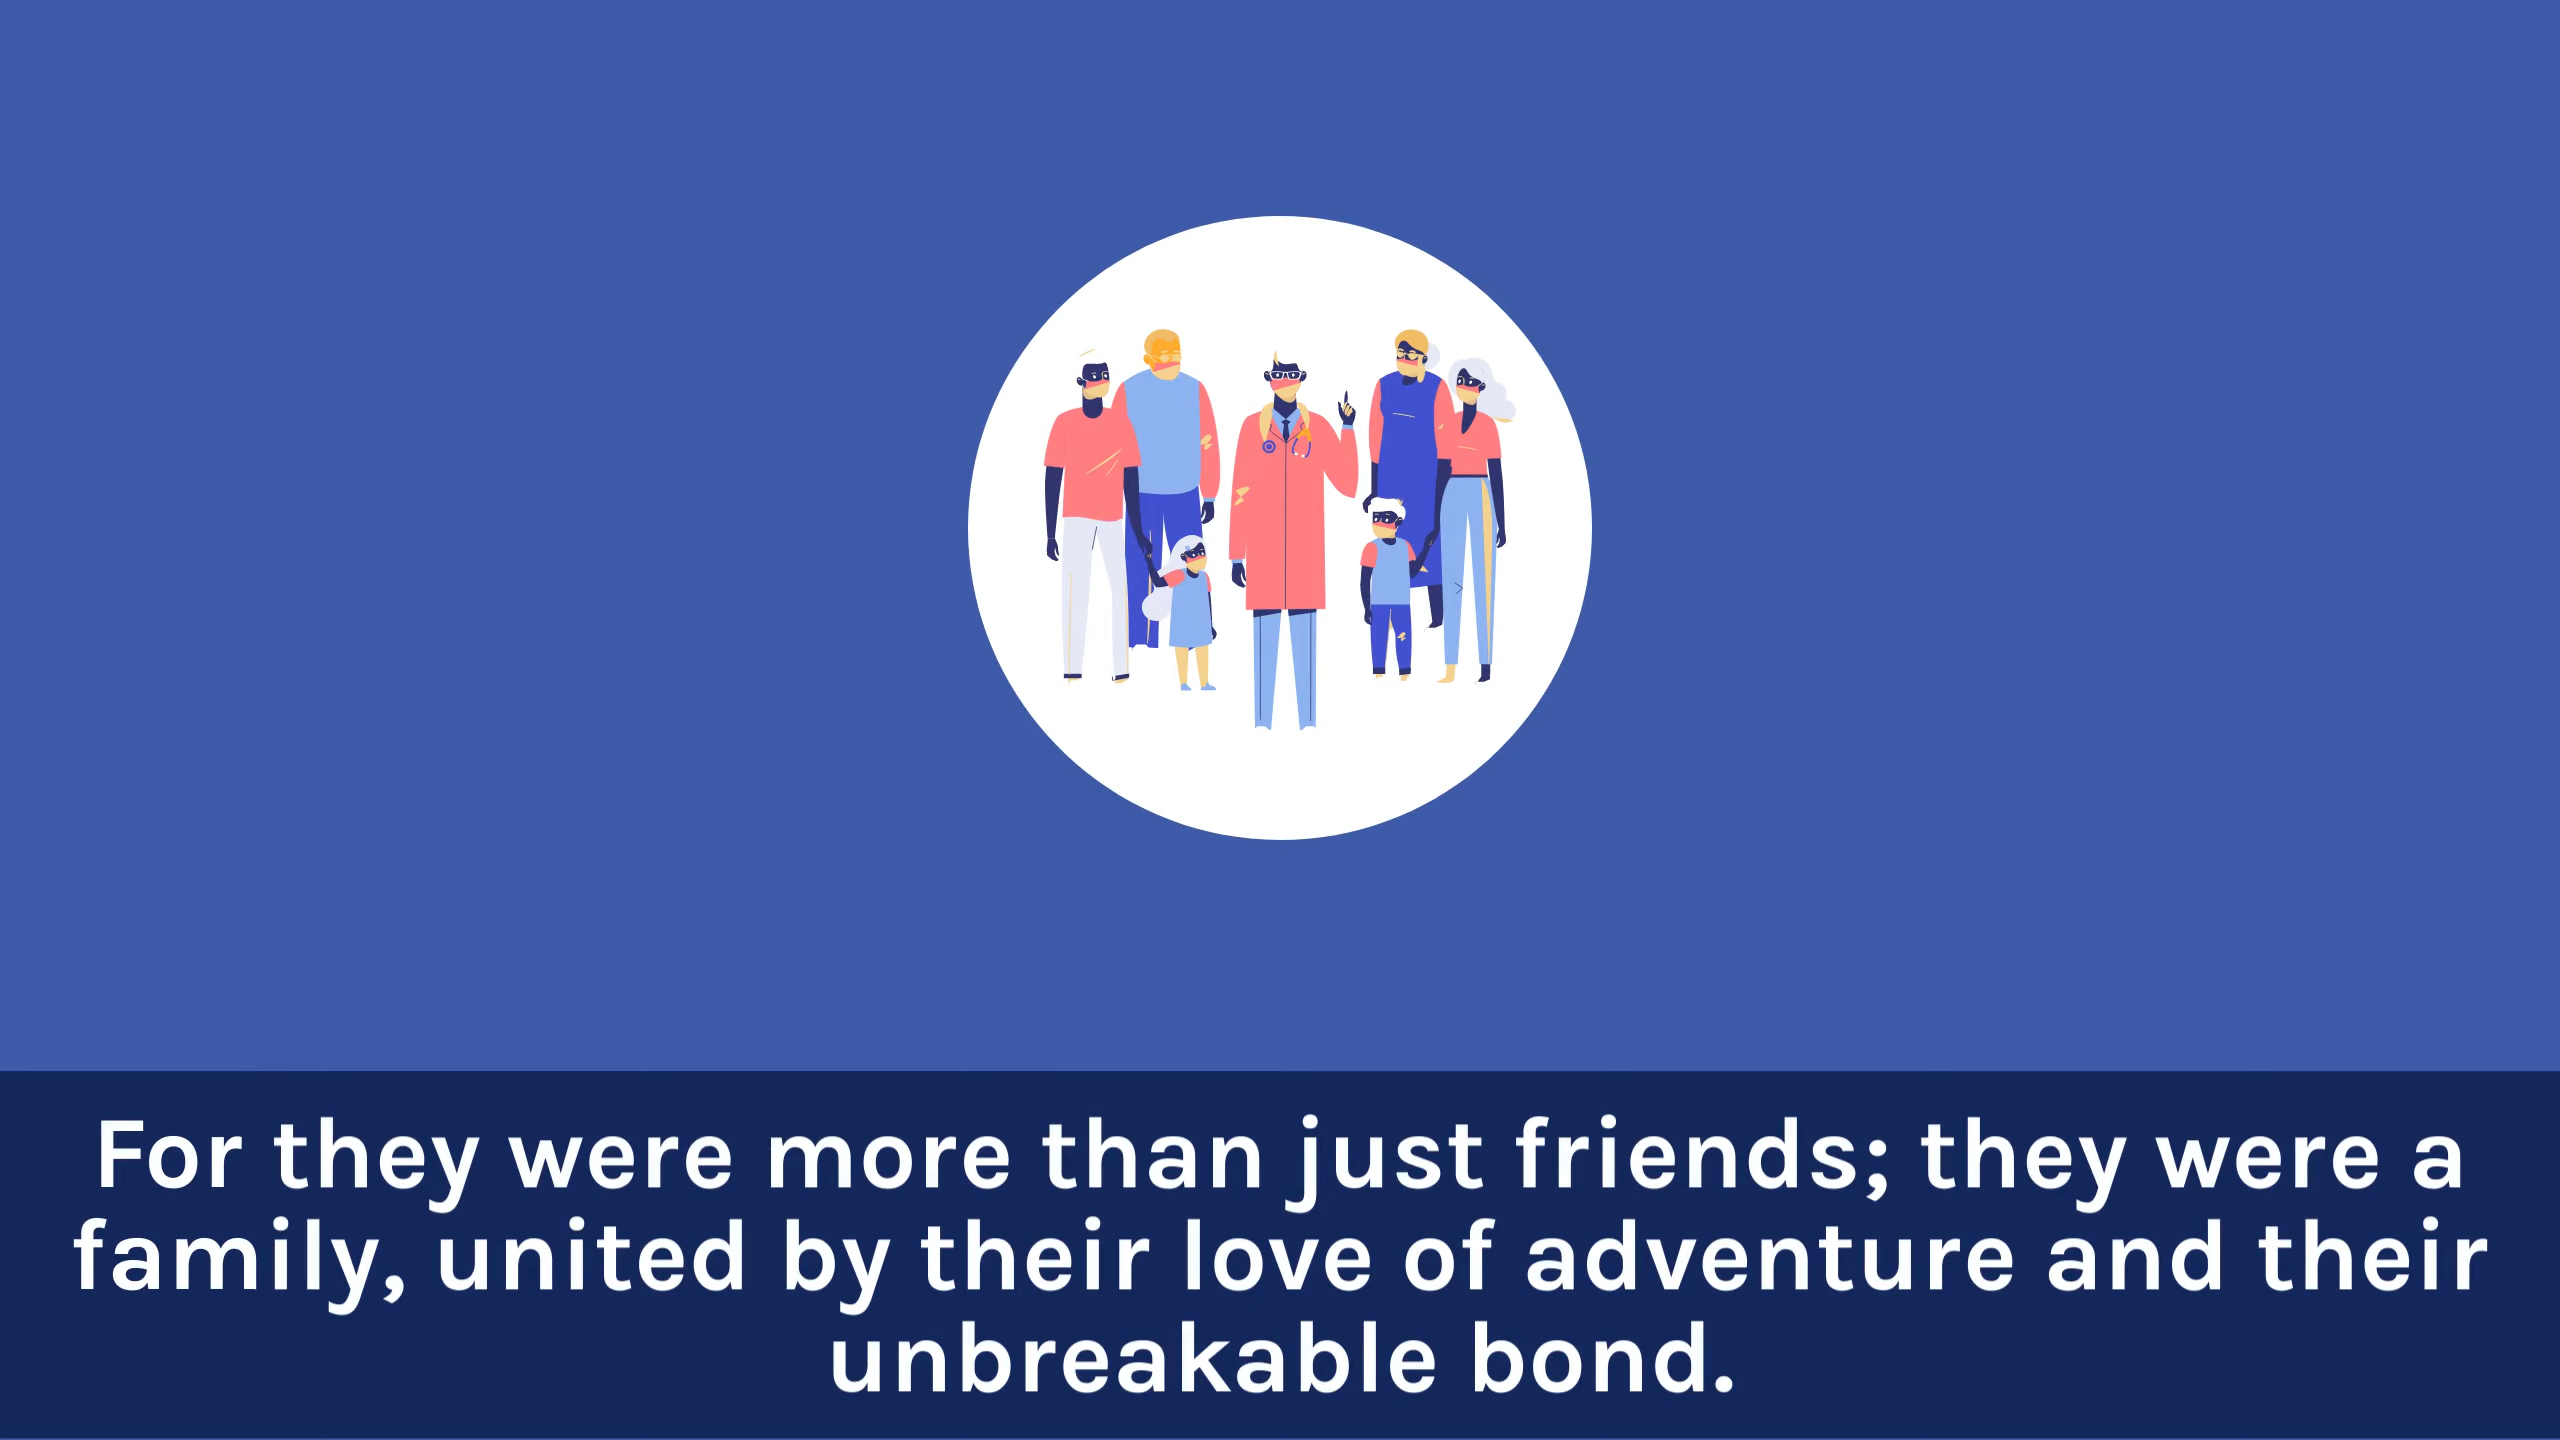 For they were more than just friends; they were a
family, united by their love of adventure and their
unbreakable bond.